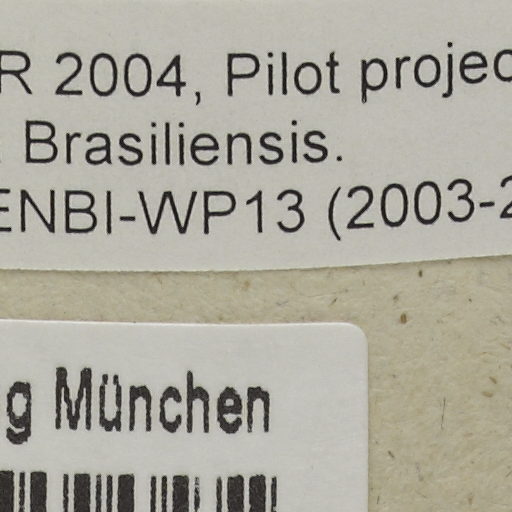 R 2004, Pilot projec
Brasiliensis.
ENBI-WP13 (2003-2
g München